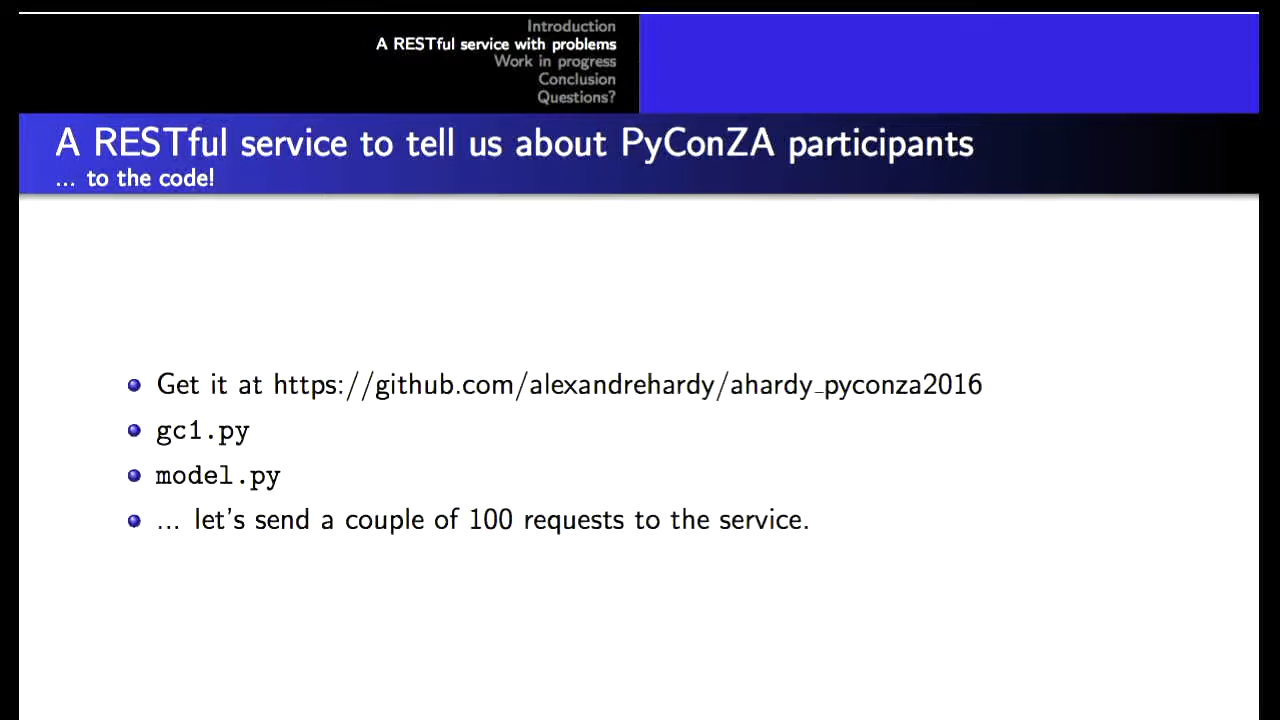 Introduction
A RESTful service with problems
Work in progress
Conclusion
Questions?
A RESTful service to tell us about PyConZA participants
... to the code!
Get it at https://github.com/alexandrehardy/ahardy_pyconza2016
gc1.py
model.py
... let's send a couple of 100 requests to the service.